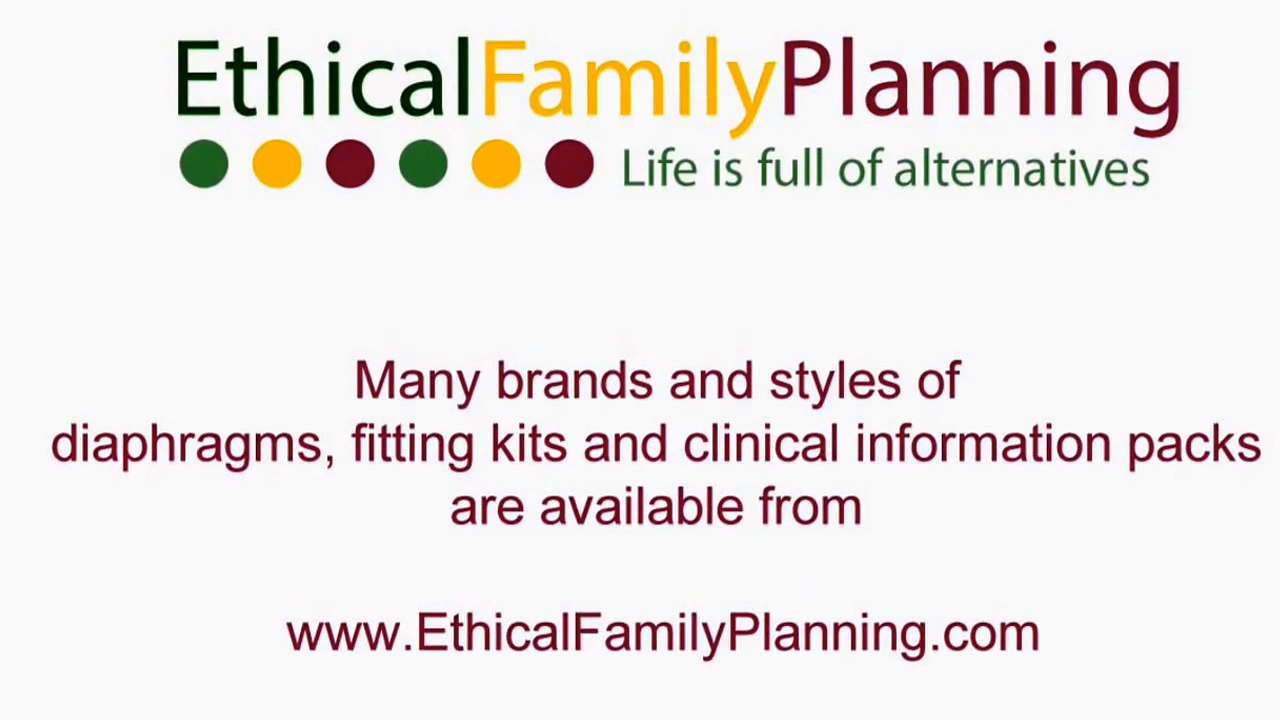 EthicalFamilyPlanning
Life is full of alternatives
Many brands and styles of
diaphragms, fitting kits and clinical information packs
are available from
www.EthicalFamilyPlanning.com